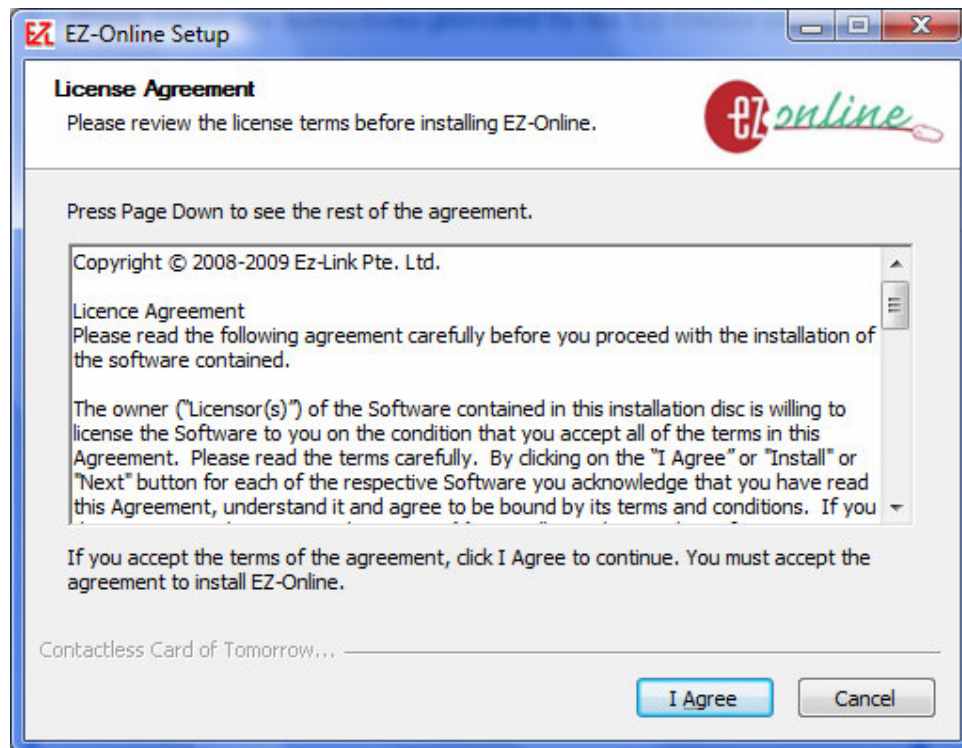 EZ-Online Setup
License Agreement
Please review the license terms before installing EZ-Online.
ez online
Press Page Down to see the rest of the agreement.
Copyright © 2008-2009 Ez-Link Pte. Ltd.
Licence Agreement
Please read the following agreement carefully before you proceed with the installation of
the software contained.
The owner ("Licensor(s)") of the Software contained in this installation disc is willing to
license the Software to you on the condition that you accept all of the terms in this
Agreement.  Please read the terms carefully.  By clicking on the "I Agree" or "Install" or
"Next" button for each of the respective Software you acknowledge that you have read
this Agreement, understand it and agree to be bound by its terms and conditions.  If you
If you accept the terms of the agreement, click I Agree to continue. You must accept the
agreement to install EZ-Online.
Contactless Card of Tomorrow...
I Agree
Cancel